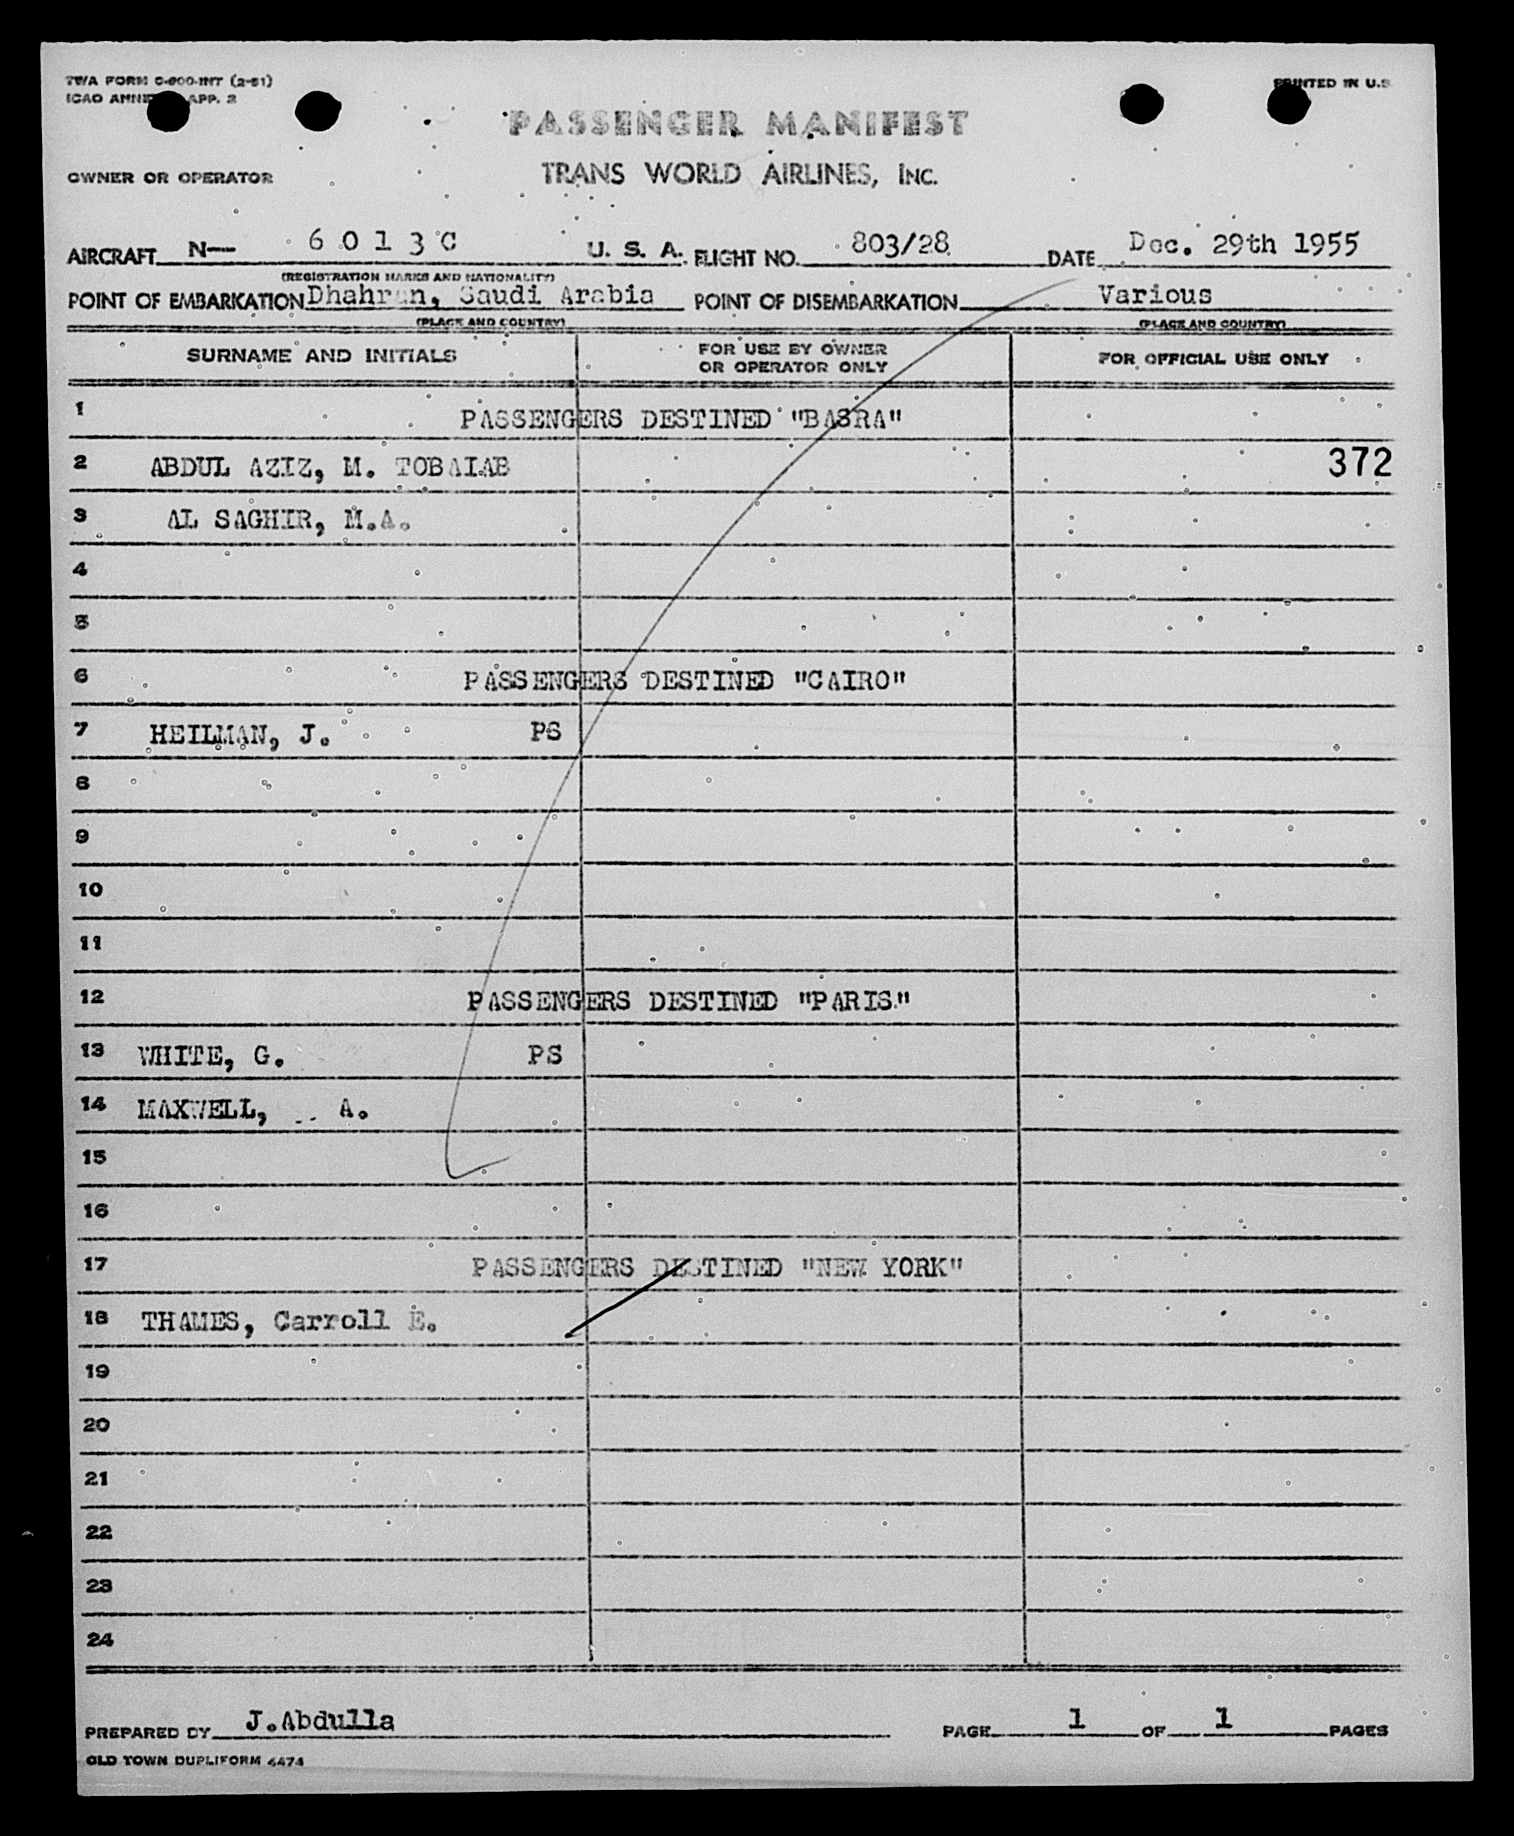 TWA FORM C-600-INT (2-51) PRINTED IN U.S.
ICAO APP. 2
PASSENGER MANIFEST
OWNER OR OPERATOR TRANS WORLD AIRLINES, INC.
AIRCRAFT N— 6013C U. S. A. FLIGHT NO. 803/28 DATE Dec. 29th 1955
(REGISTRATION MARKS AND NATIONALITY)
POINT OF EMBARKATION Dhahran, Saudi Arabia POINT OF DISEMBARKATION Various
(PLACE AND COUNTRY) (PLACE AND COUNTRY)
SURNAME AND INITIALS FOR USE BY OWNER OR OPERATOR ONLY FOR OFFICIAL USE ONLY
1 PASSENGERS DESTINED "BASRA"
2 ABDUL AZIZ, M. TOBAIAB 372
3 AL SAGHIR, M.A.
4
5
6 PASSENGERS DESTINED "CAIRO"
7 HEILMAN, J. PS
8
9
10
11
12 PASSENGERS DESTINED "PARIS"
13 WHITE, G. PS
14 MAXWELL, A.
15
16
17 PASSENGERS DESTINED "NEW YORK"
18 THAMES, Carroll E.
19
20
21
22
23
24
PREPARED BY J.Abdulla PAGE 1 OF 1 PAGES
OLD TOWN DUPLIFORM 4474